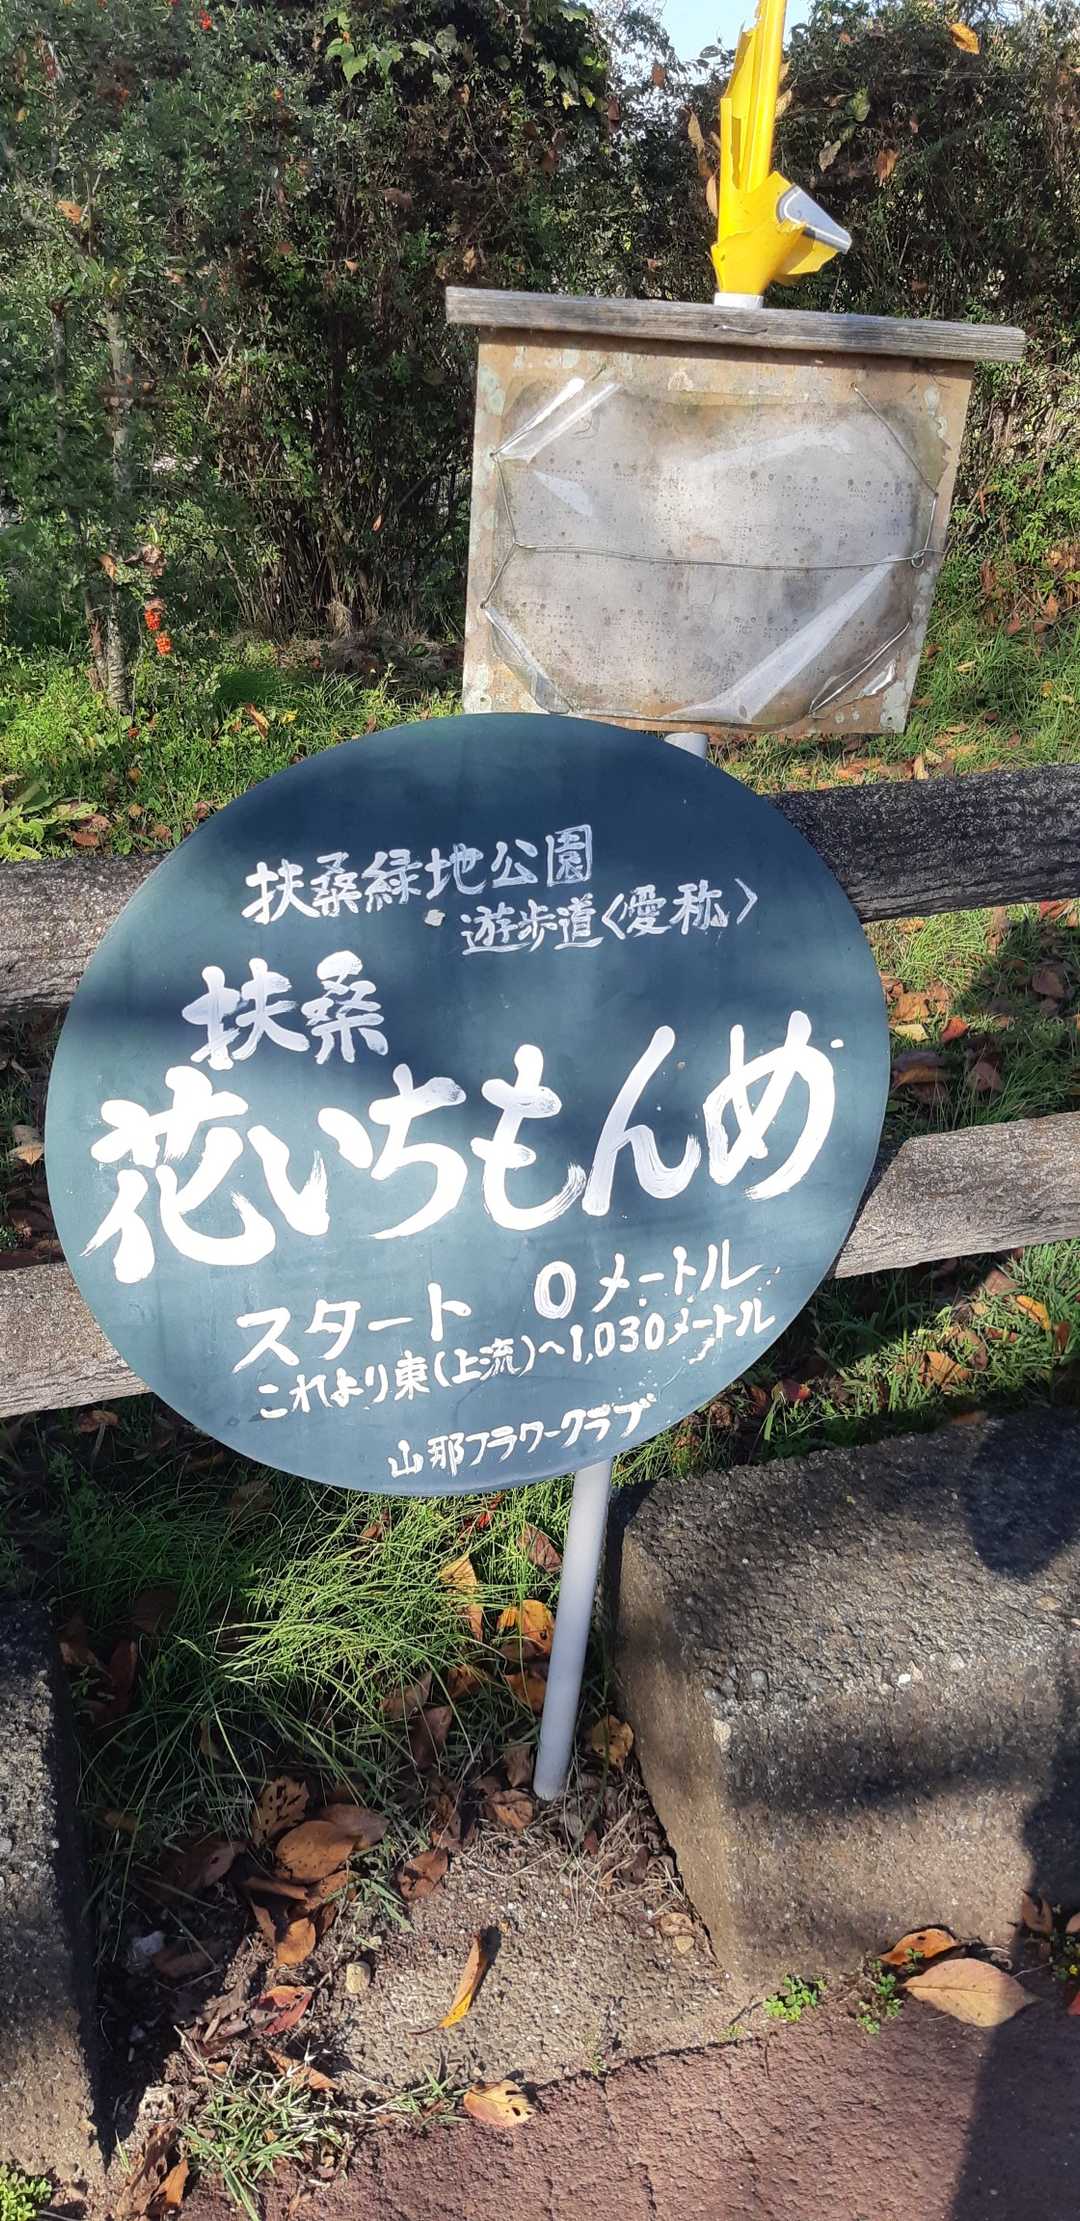 扶桑緑地公園
遊歩道〈愛称〉
扶桑
花いちもんめ
スタート 0メートル
これより東(上流)へ1,030メートル
山那フラワークラブ